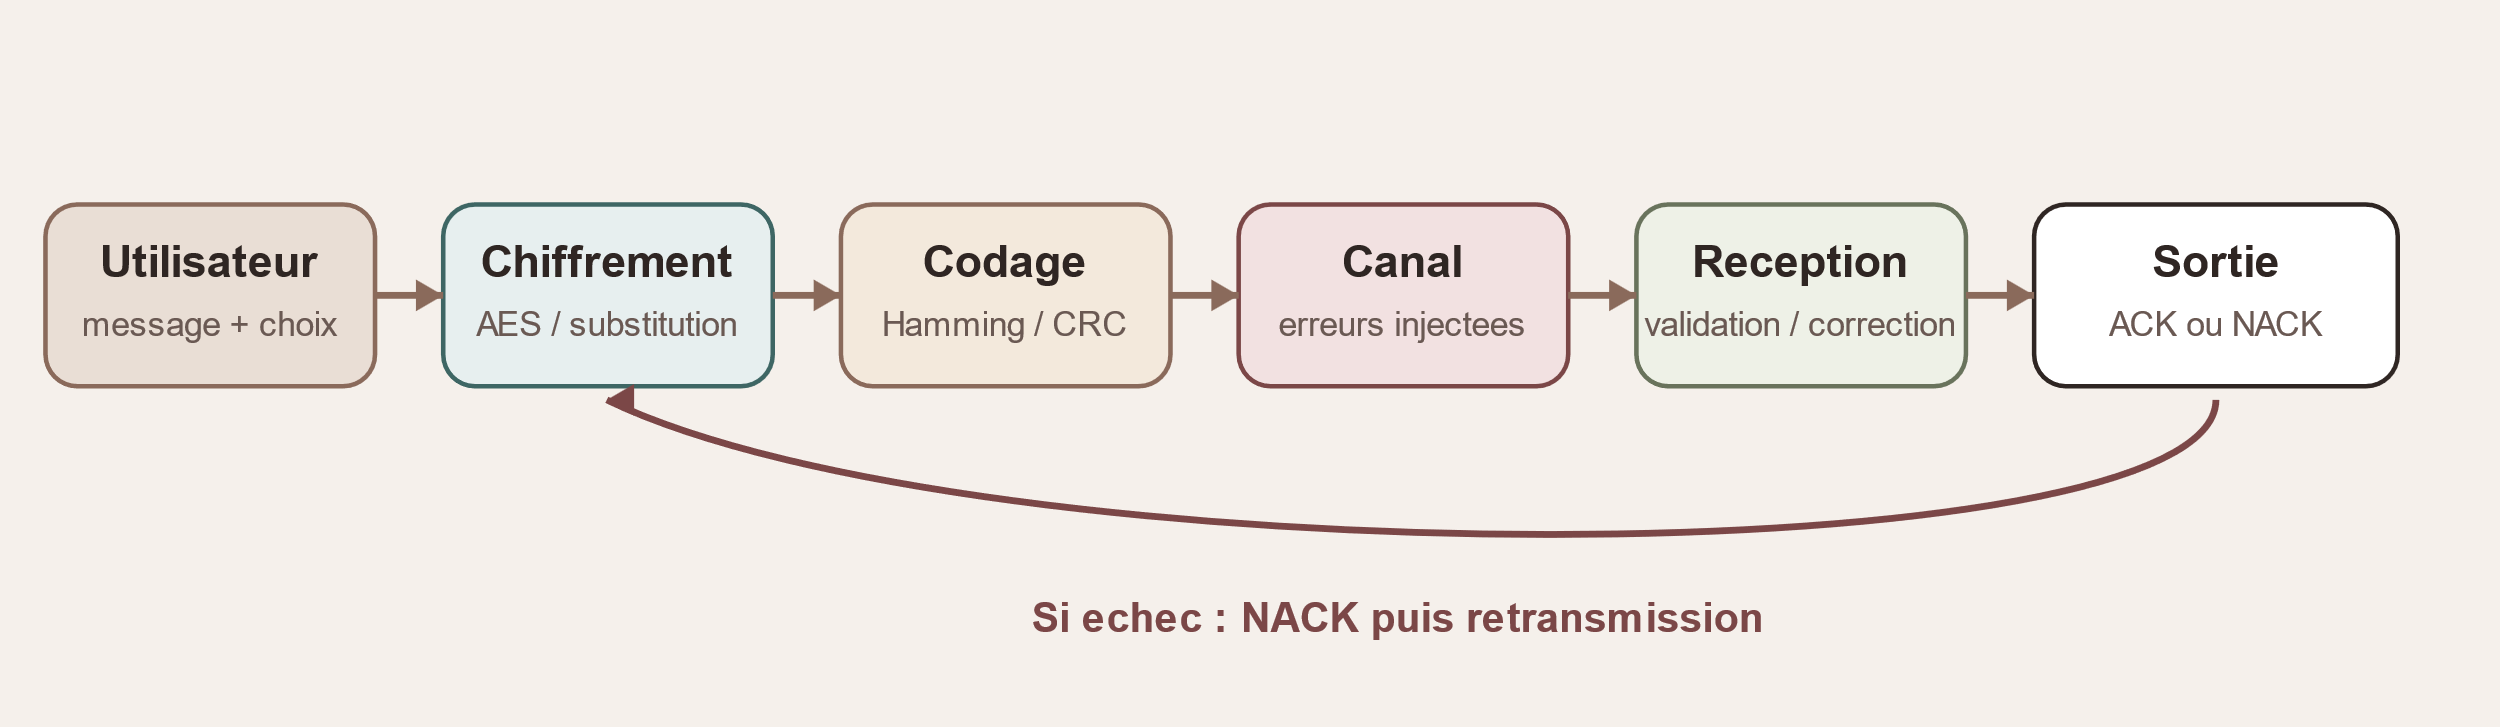 Utilisateur
message + choix
Chiffrement
AES / substitution
Codage
Hamming / CRC
Canal
erreurs injectees
Reception
validation / correction
Sortie
ACK ou NACK
Si echec : NACK puis retransmission